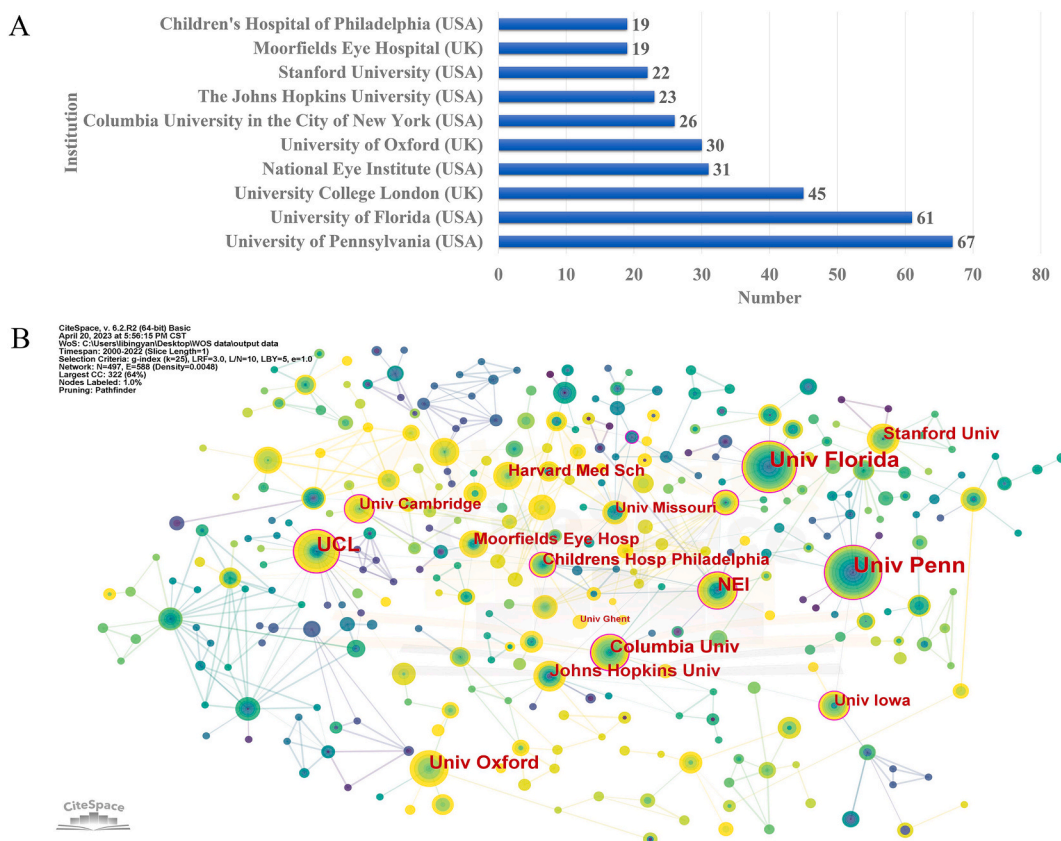 A
Institution
Children's Hospital of Philadelphia (USA) 19
Moorfields Eye Hospital (UK) 19
Stanford University (USA) 22
The Johns Hopkins University (USA) 23
Columbia University in the City of New York (USA) 26
University of Oxford (UK) 30
National Eye Institute (USA) 31
University College London (UK) 45
University of Florida (USA) 61
University of Pennsylvania (USA) 67
0 10 20 30 40 50 60 70 80
Number
B
CiteSpace, v. 6.2.R2 (64-bit) Basic
April 20, 2023 at 5:56:15 PM CST
WoS: C:\Users\libingyan\Desktop\WOS data\output data
Timespan: 2000-2022 (Slice Length=1)
Selection Criteria: g-index (k=25), LRF=3.0, L/N=10, LBY=5, e=1.0
Network: N=497, E=588 (Density=0.0048)
Largest CC: 322 (64%)
Nodes Labeled: 1.0%
Pruning: Pathfinder
Stanford Univ
Univ Florida
Harvard Med Sch
Univ Cambridge
Univ Missouri
UCL
Moorfields Eye Hosp
Childrens Hosp Philadelphia
Univ Penn
NEI
Univ Ghent
Columbia Univ
Johns Hopkins Univ
Univ Iowa
Univ Oxford
CiteSpace